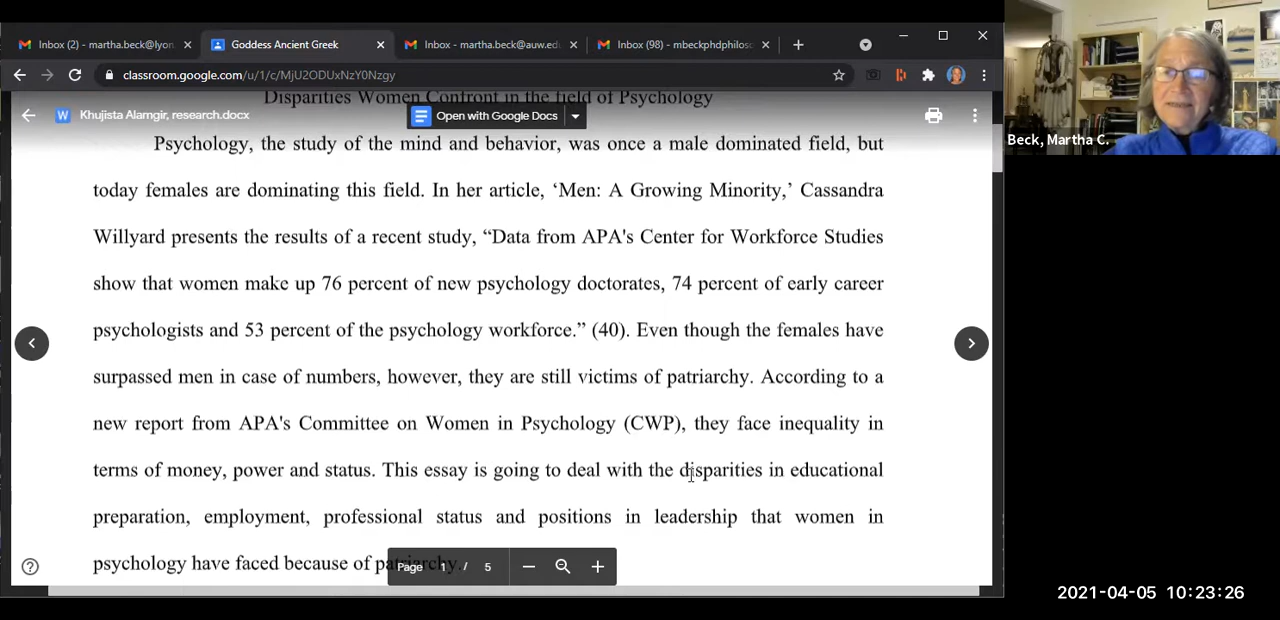 Inbox (2) - martha.beck@lyon
Goddess Ancient Greek
Inbox - martha.beck@auw.ed
Inbox (98) - mbeckphdphilos
classroom.google.com/u/1/c/MjU2ODUxNzY0Nzgy
Disparities Women Confront in the field of Psychology
Khujista Alamgir, research.docx
Open with Google Docs
Beck, Martha C.
Psychology, the study of the mind and behavior, was once a male dominated field, but
today females are dominating this field. In her article, ‘Men: A Growing Minority,’ Cassandra
Willyard presents the results of a recent study, “Data from APA's Center for Workforce Studies
show that women make up 76 percent of new psychology doctorates, 74 percent of early career
psychologists and 53 percent of the psychology workforce.” (40). Even though the females have
surpassed men in case of numbers, however, they are still victims of patriarchy. According to a
new report from APA's Committee on Women in Psychology (CWP), they face inequality in
terms of money, power and status. This essay is going to deal with the disparities in educational
preparation, employment, professional status and positions in leadership that women in
psychology have faced because of patriarchy.
Page 1 / 5
2021-04-05 10:23:26